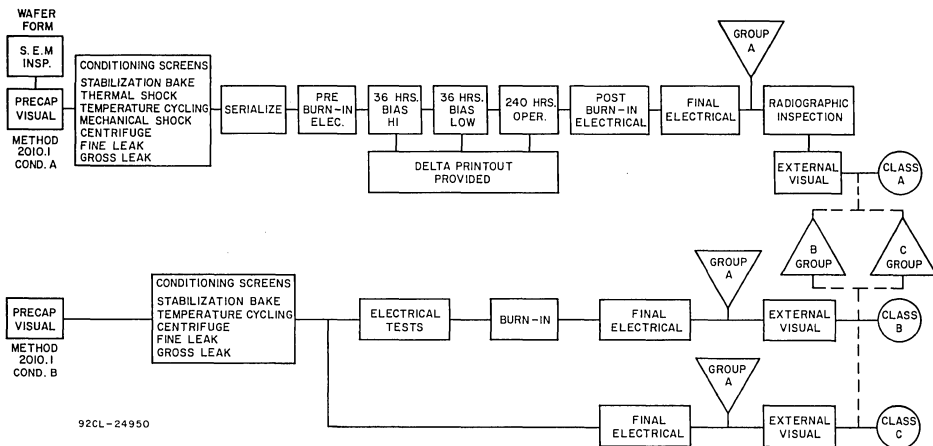 WAFER
FORM
S.E.M
INSP.
PRECAP
VISUAL
METHOD
2010.1
COND. A
CONDITIONING SCREENS
STABILIZATION BAKE
THERMAL SHOCK
TEMPERATURE CYCLING
MECHANICAL SHOCK
CENTRIFUGE
FINE LEAK
GROSS LEAK
SERIALIZE
PRE
BURN-IN
ELEC.
36 HRS.
BIAS
HI
36 HRS.
BIAS
LOW
240 HRS.
OPER.
DELTA PRINTOUT
PROVIDED
POST
BURN-IN
ELECTRICAL
FINAL
ELECTRICAL
GROUP
A
RADIOGRAPHIC
INSPECTION
EXTERNAL
VISUAL
CLASS
A
B
GROUP
C
GROUP
PRECAP
VISUAL
METHOD
2010.1
COND. B
CONDITIONING SCREENS
STABILIZATION BAKE
TEMPERATURE CYCLING
CENTRIFUGE
FINE LEAK
GROSS LEAK
ELECTRICAL
TESTS
BURN-IN
FINAL
ELECTRICAL
GROUP
A
EXTERNAL
VISUAL
CLASS
B
FINAL
ELECTRICAL
GROUP
A
EXTERNAL
VISUAL
CLASS
C
92CL-24950